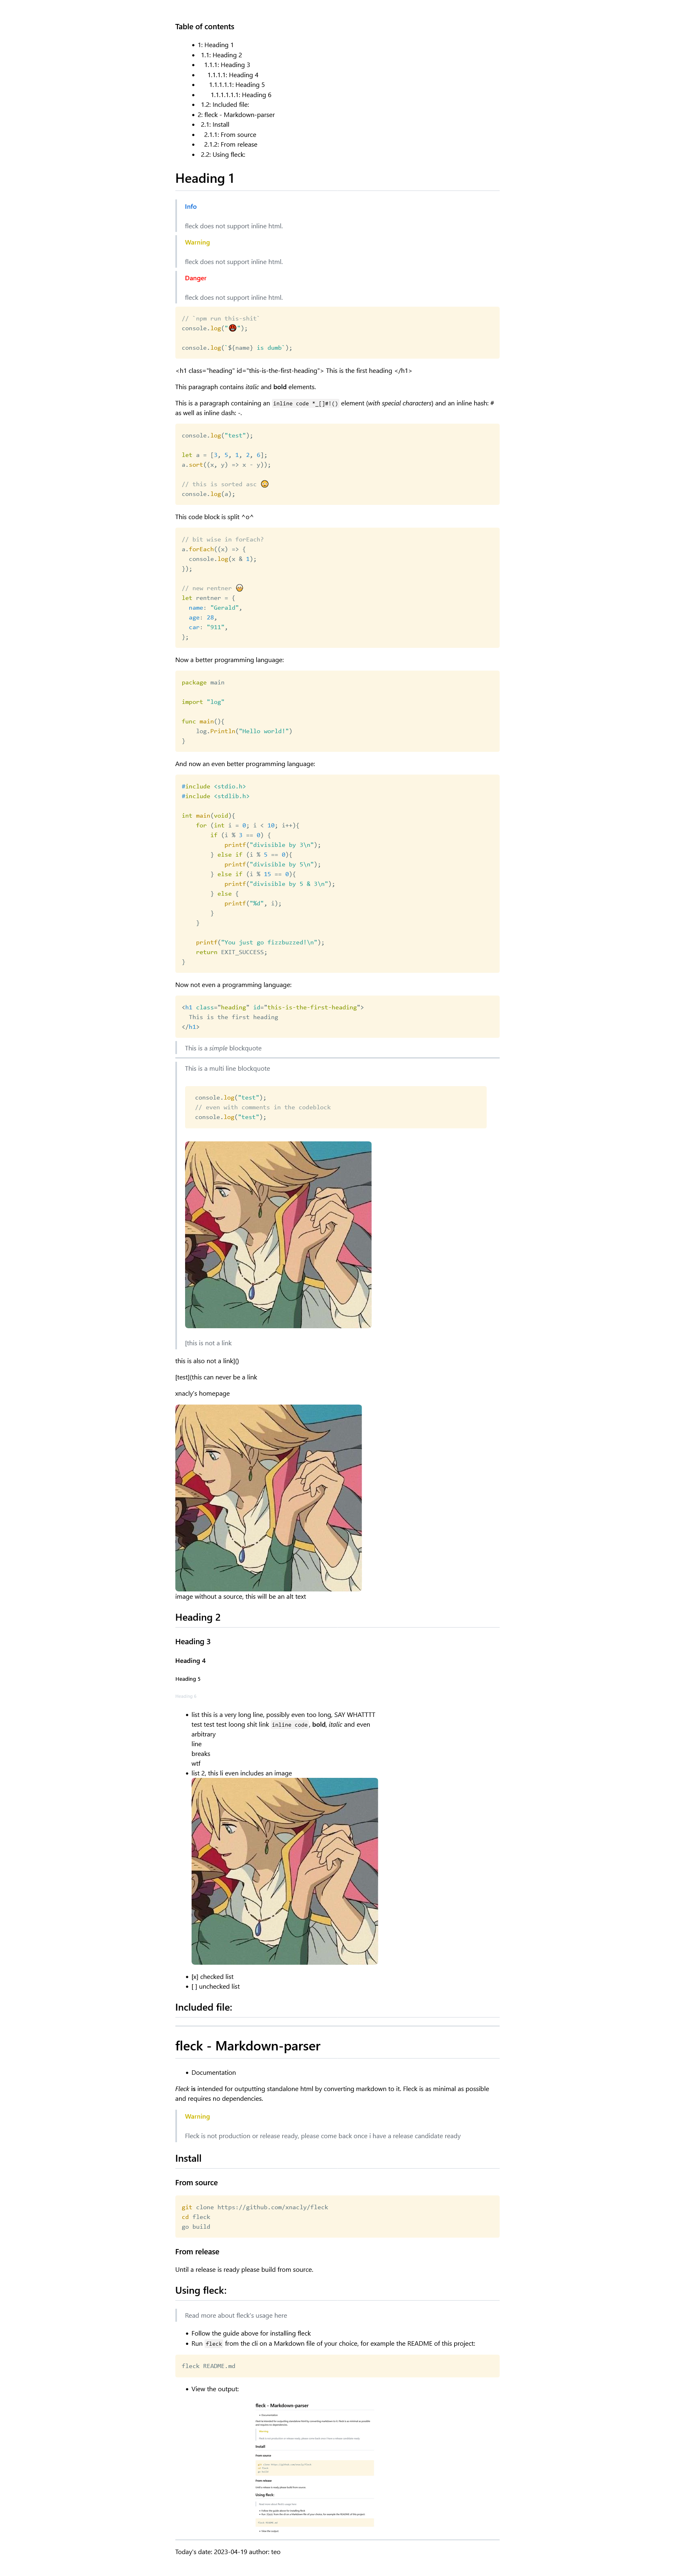 Table of contents
1: Heading 1
1.1: Heading 2
1.1.1: Heading 3
1.1.1.1: Heading 4
1.1.1.1.1: Heading 5
1.1.1.1.1.1: Heading 6
1.2: Included file:
2: fleck - Markdown-parser
2.1: Install
2.1.1: From source
2.1.2: From release
2.2: Using fleck:
Heading 1
Info
fleck does not support inline html.
Warning
fleck does not support inline html.
Danger
fleck does not support inline html.
// `npm run this-shit`
console.log("🤬");
console.log(`${name} is dumb`);
<h1 class="heading" id="this-is-the-first-heading"> This is the first heading </h1>
This paragraph contains italic and bold elements.
This is a paragraph containing an inline code *_[]#!() element (with special characters) and an inline hash: #
as well as inline dash: -.
console.log("test");
let a = [3, 5, 1, 2, 6];
a.sort((x, y) => x - y));
// this is sorted asc
console.log(a);
This code block is split ^o^
// bit wise in forEach?
a.forEach((x) => {
console.log(x & 1);
});
// new rentner
let rentner = {
name: "Gerald",
age: 28,
car: "911",
};
Now a better programming language:
package main
import "log"
func main(){
log.Println("Hello world!")
}
And now an even better programming language:
#include <stdio.h>
#include <stdlib.h>
int main(void){
for (int i = 0; i < 10; i++){
if (i % 3 == 0) {
printf("divisible by 3\n");
} else if (i % 5 == 0){
printf("divisible by 5\n");
} else if (i % 15 == 0){
printf("divisible by 5 & 3\n");
} else {
printf("%d", i);
}
}
printf("You just go fizzbuzzed!\n");
return EXIT_SUCCESS;
}
Now not even a programming language:
<h1 class="heading" id="this-is-the-first-heading">
This is the first heading
</h1>
This is a simple blockquote
This is a multi line blockquote
console.log("test");
// even with comments in the codeblock
console.log("test");
[this is not a link
this is also not a link]()
[test](this can never be a link
xnacly's homepage
image without a source, this will be an alt text
Heading 2
Heading 3
Heading 4
Heading 5
Heading 6
list this is a very long line, possibly even too long, SAY WHATTTT
test test test loong shit link inline code, bold, italic and even
arbitrary
line
breaks
wtf
list 2, this li even includes an image
[x] checked list
[ ] unchecked list
Included file:
fleck - Markdown-parser
Documentation
Fleck is intended for outputting standalone html by converting markdown to it. Fleck is as minimal as possible
and requires no dependencies.
Warning
Fleck is not production or release ready, please come back once i have a release candidate ready
Install
From source
git clone https://github.com/xnacly/fleck
cd fleck
go build
From release
Until a release is ready please build from source.
Using fleck:
Read more about fleck's usage here
Follow the guide above for installing fleck
Run fleck from the cli on a Markdown file of your choice, for example the README of this project:
fleck README.md
View the output:
fleck - Markdown-parser
Install
From source
From release
Using fleck:
Today's date: 2023-04-19 author: teo